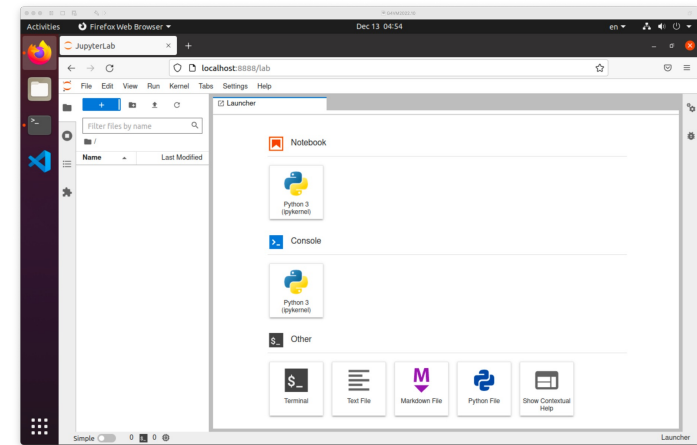 Activities Firefox Web Browser Dec 13 04:54 en
JupyterLab × +
localhost:8888/lab
File Edit View Run Kernel Tabs Settings Help
+ Launcher
Filter files by name
/
Name Last Modified
Notebook
Python 3
(ipykernel)
>_ Console
Python 3
(ipykernel)
$_ Other
$_
M
Terminal Text File Markdown File Python File Show Contextual
Help
Simple 0 0 Launcher